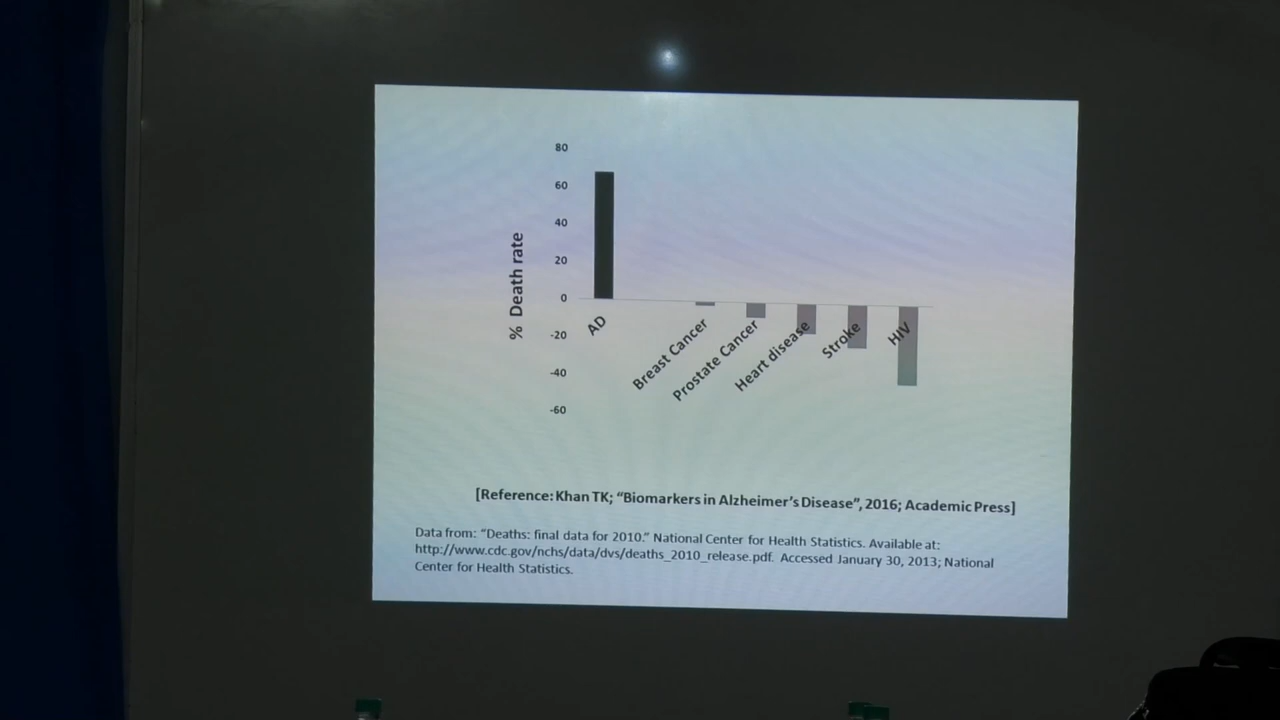 80
60
40
20
0
-20
-40
-60
% Death rate
AD
Breast Cancer
Prostate Cancer
Heart disease
Stroke
HIV
[Reference: Khan TK; “Biomarkers in Alzheimer’s Disease”, 2016; Academic Press]
Data from: “Deaths: final data for 2010.” National Center for Health Statistics. Available at:
http://www.cdc.gov/nchs/data/dvs/deaths_2010_release.pdf. Accessed January 30, 2013; National
Center for Health Statistics.